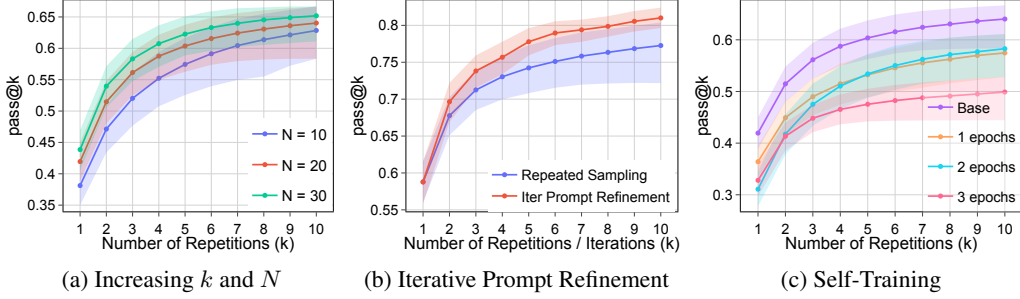 pass@k
0.65
0.6
0.55
0.5
0.45
0.4
0.35
N = 10
N = 20
N = 30
1 2 3 4 5 6 7 8 9 10
Number of Repetitions (k)
(a) Increasing k and N
pass@k
0.8
0.75
0.7
0.65
0.6
0.55
Repeated Sampling
Iter Prompt Refinement
1 2 3 4 5 6 7 8 9 10
Number of Repetitions / Iterations (k)
(b) Iterative Prompt Refinement
pass@k
0.6
0.5
0.4
0.3
Base
1 epochs
2 epochs
3 epochs
1 2 3 4 5 6 7 8 9 10
Number of Repetitions (k)
(c) Self-Training